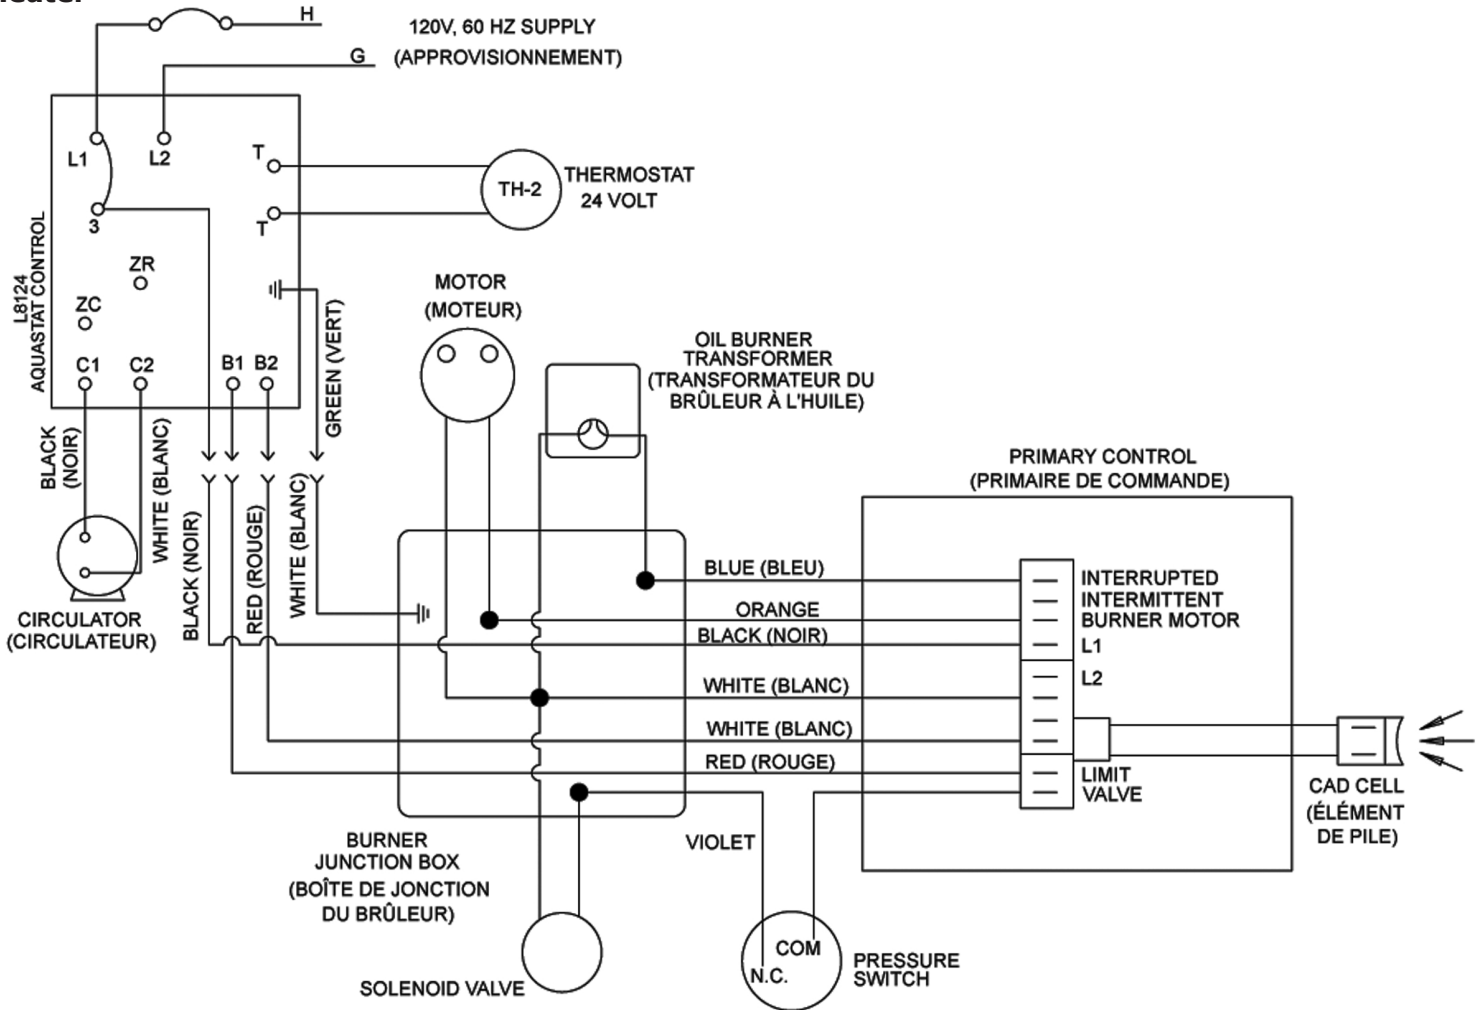 H
120V, 60 HZ SUPPLY
G
(APPROVISIONNEMENT)
L1
L2
T
T
TH-2
THERMOSTAT
24 VOLT
3
ZR
ZC
C1
C2
B1
B2
L8124
AQUASTAT CONTROL
GREEN (VERT)
MOTOR
(MOTEUR)
OIL BURNER
TRANSFORMER
(TRANSFORMATEUR DU
BRÛLEUR À L'HUILE)
BLACK
(NOIR)
WHITE (BLANC)
BLACK (NOIR)
RED (ROUGE)
WHITE (BLANC)
CIRCULATOR
(CIRCULATEUR)
PRIMARY CONTROL
(PRIMAIRE DE COMMANDE)
BLUE (BLEU)
ORANGE
BLACK (NOIR)
WHITE (BLANC)
WHITE (BLANC)
RED (ROUGE)
INTERRUPTED
INTERMITTENT
BURNER MOTOR
L1
L2
LIMIT
VALVE
CAD CELL
(ÉLÉMENT
DE PILE)
BURNER
JUNCTION BOX
(BOÎTE DE JONCTION
DU BRÛLEUR)
VIOLET
SOLENOID VALVE
COM
N.C.
PRESSURE
SWITCH